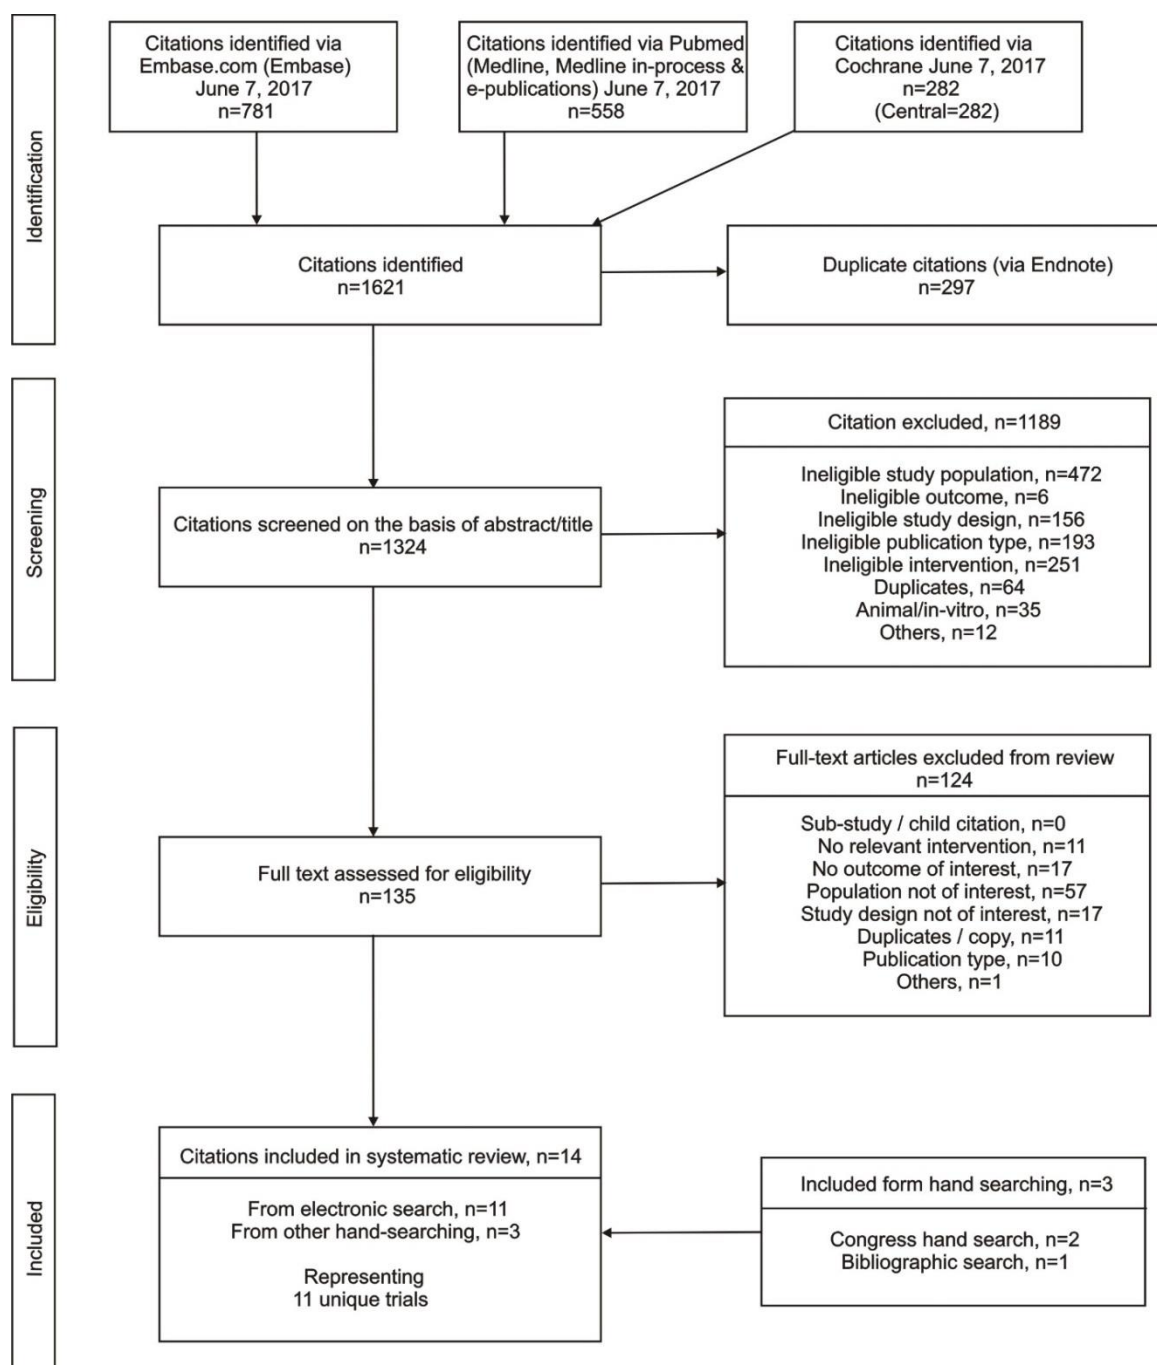 Identification
Citations identified via
Embase.com (Embase)
June 7, 2017
n=781
Citations identified via Pubmed
(Medline, Medline in-process &
e-publications) June 7, 2017
n=558
Citations identified via
Cochrane June 7, 2017
n=282
(Central=282)
Citations identified
n=1621
Duplicate citations (via Endnote)
n=297
Screening
Citations screened on the basis of abstract/title
n=1324
Citation excluded, n=1189
Ineligible study population, n=472
Ineligible outcome, n=6
Ineligible study design, n=156
Ineligible publication type, n=193
Ineligible intervention, n=251
Duplicates, n=64
Animal/in-vitro, n=35
Others, n=12
Eligibility
Full text assessed for eligibility
n=135
Full-text articles excluded from review
n=124
Sub-study / child citation, n=0
No relevant intervention, n=11
No outcome of interest, n=17
Population not of interest, n=57
Study design not of interest, n=17
Duplicates / copy, n=11
Publication type, n=10
Others, n=1
Included
Citations included in systematic review, n=14
From electronic search, n=11
From other hand-searching, n=3
Representing
11 unique trials
Included form hand searching, n=3
Congress hand search, n=2
Bibliographic search, n=1